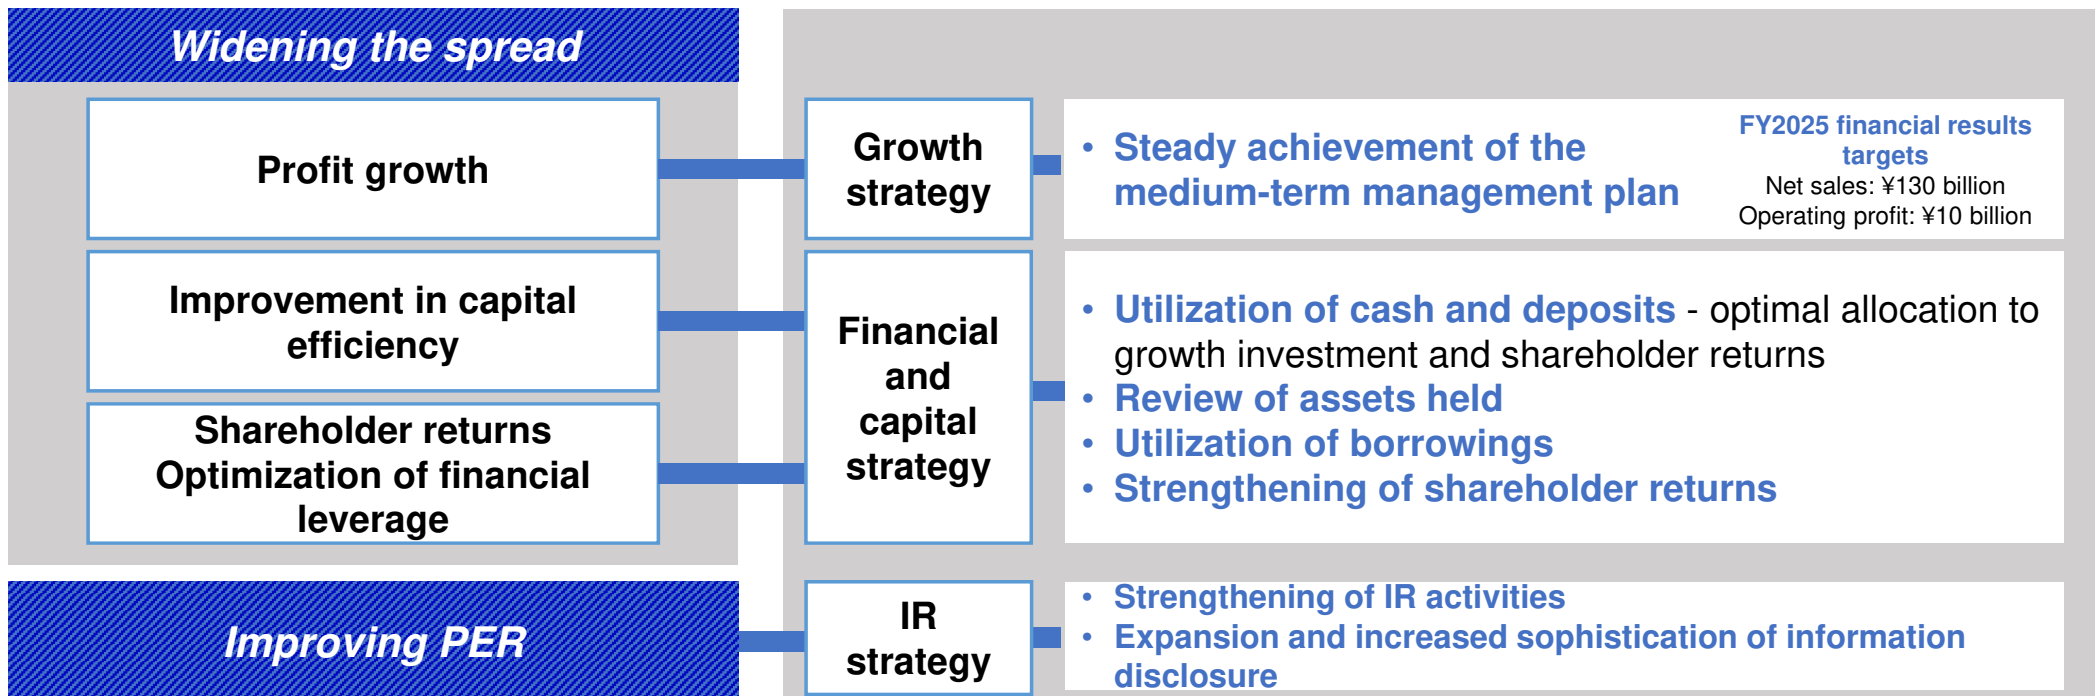 Widening the spread
Profit growth
Growth
strategy
• Steady achievement of the
medium-term management plan
FY2025 financial results
targets
Net sales: ¥130 billion
Operating profit: ¥10 billion
Improvement in capital
efficiency
Shareholder returns
Optimization of financial
leverage
Financial
and
capital
strategy
• Utilization of cash and deposits - optimal allocation to
growth investment and shareholder returns
• Review of assets held
• Utilization of borrowings
• Strengthening of shareholder returns
Improving PER
IR
strategy
• Strengthening of IR activities
• Expansion and increased sophistication of information
disclosure